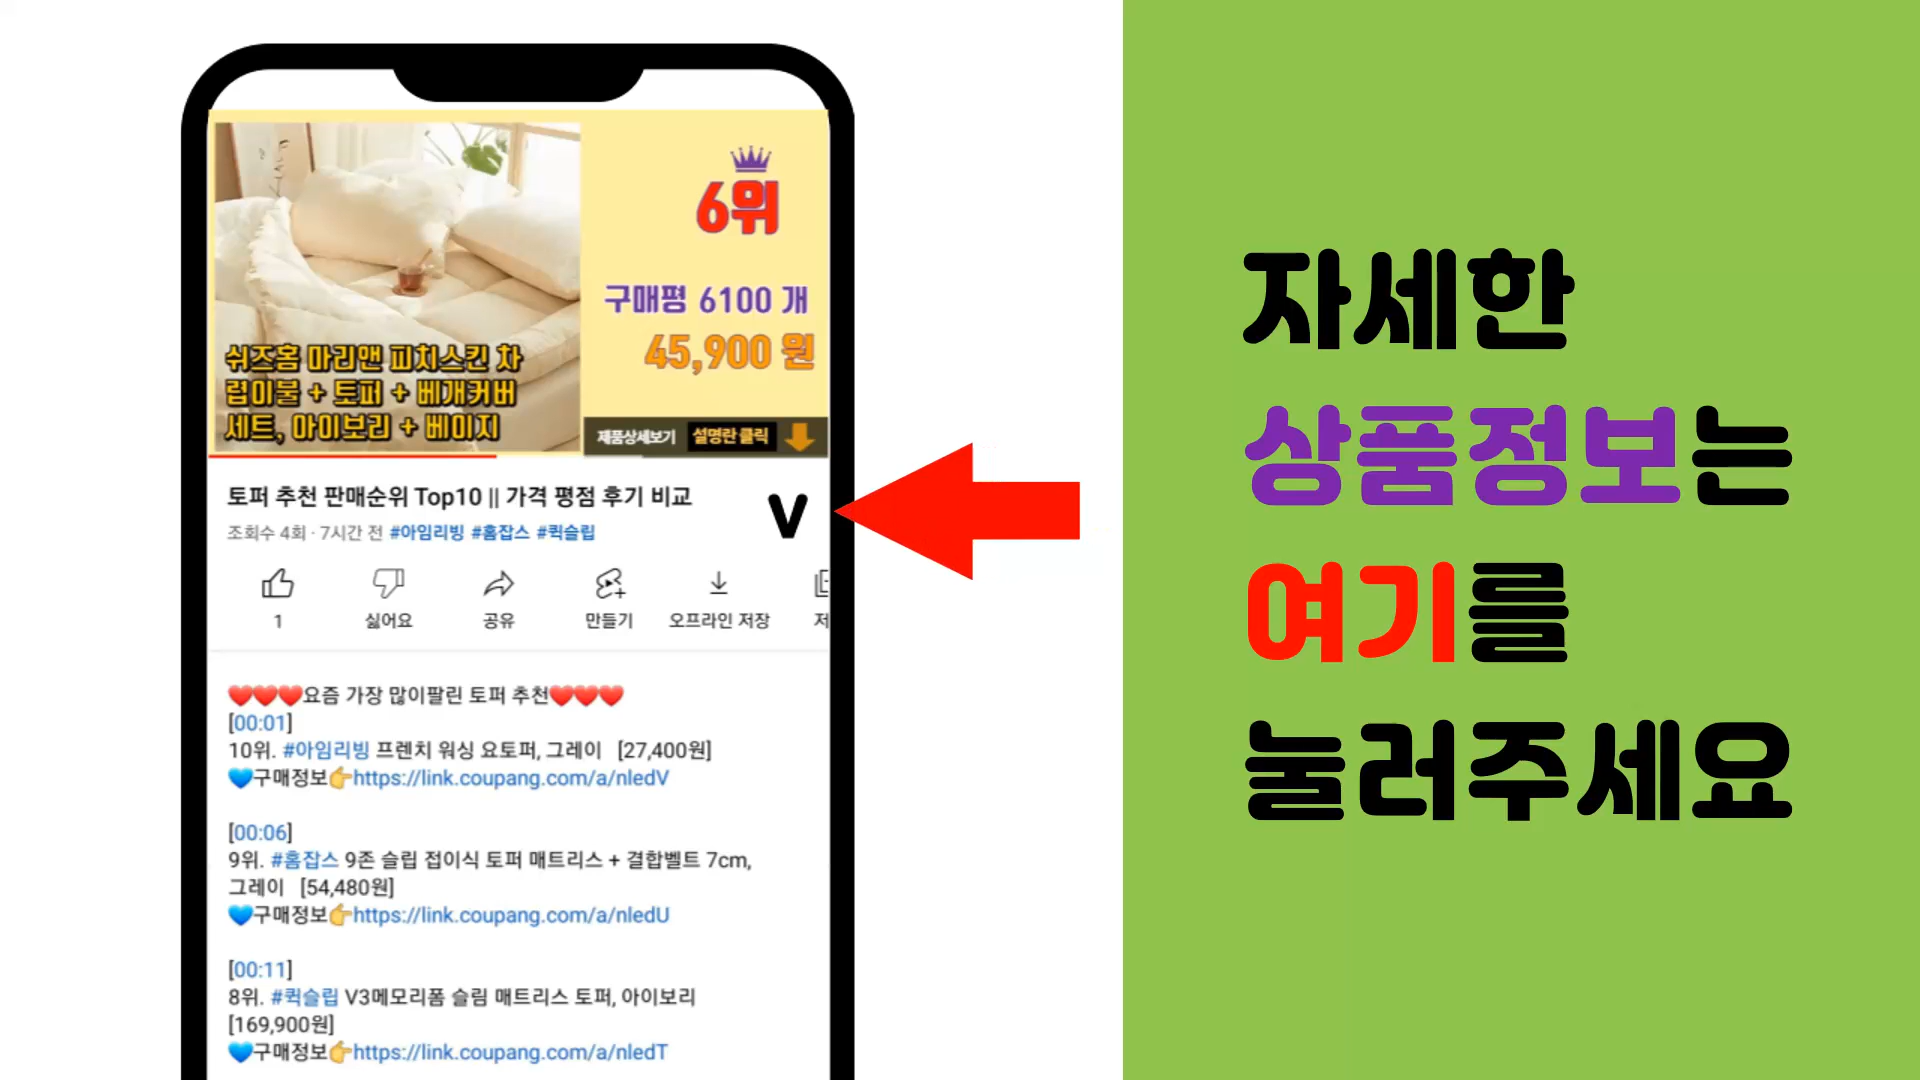 6위
구매평 6100 개
45,900 원
쉬즈홈 마리앤 피치스킨 차
렵이불 + 토퍼 + 베개커버
세트, 아이보리 + 베이지
제품상세보기 설명란 클릭
토퍼 추천 판매순위 Top10 || 가격 평점 후기 비교
V
조회수 4회 · 7시간 전 #아임리빙 #홈잡스 #퀵슬립
1 싫어요 공유 만들기 오프라인 저장 저
❤️❤️❤️요즘 가장 많이팔린 토퍼 추천❤️❤️❤️
[00:01]
10위. #아임리빙 프렌치 워싱 요토퍼, 그레이 [27,400원]
💙구매정보👉https://link.coupang.com/a/nledV
[00:06]
9위. #홈잡스 9존 슬립 접이식 토퍼 매트리스 + 결합벨트 7cm,
그레이 [54,480원]
💙구매정보👉https://link.coupang.com/a/nledU
[00:11]
8위. #퀵슬립 V3메모리폼 슬림 매트리스 토퍼, 아이보리
[169,900원]
💙구매정보👉https://link.coupang.com/a/nledT
자세한
상품정보는
여기를
눌러주세요